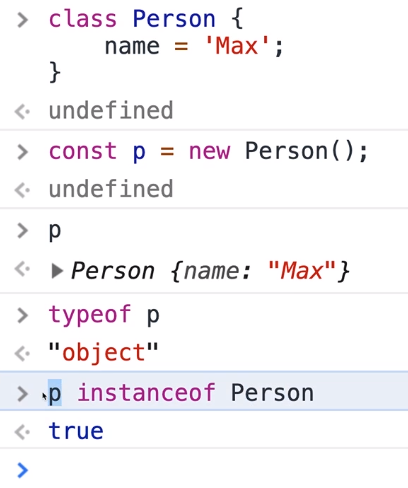 class Person {
name = 'Max';
}
undefined
const p = new Person();
undefined
p
Person {name: "Max"}
typeof p
"object"
p instanceof Person
true